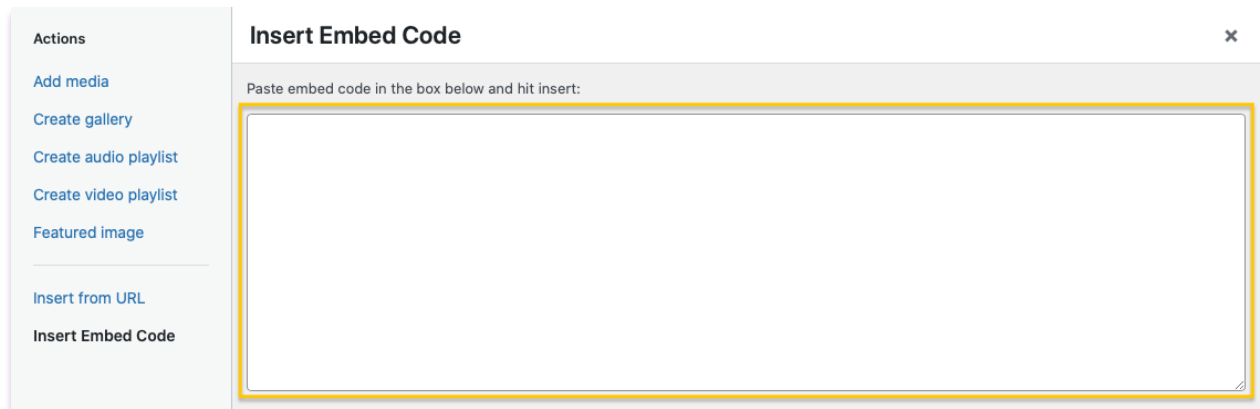 Actions
Add media
Create gallery
Create audio playlist
Create video playlist
Featured image
Insert from URL
Insert Embed Code
Insert Embed Code
Paste embed code in the box below and hit insert: